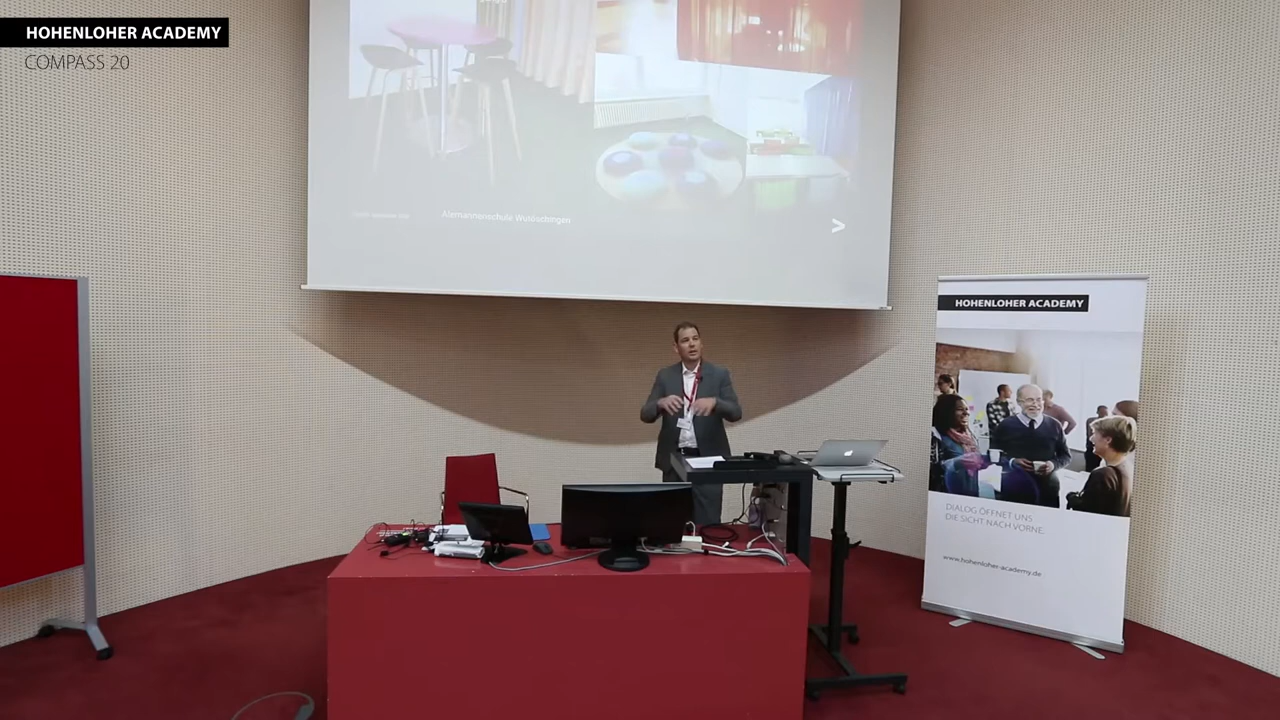 HOHENLOHER ACADEMY
COMPASS 20
Alemannenschule Wutöschingen
>
HOHENLOHER ACADEMY
DIALOG ÖFFNET UNS
DIE SICHT NACH VORNE.
www.hohenloher-academy.de